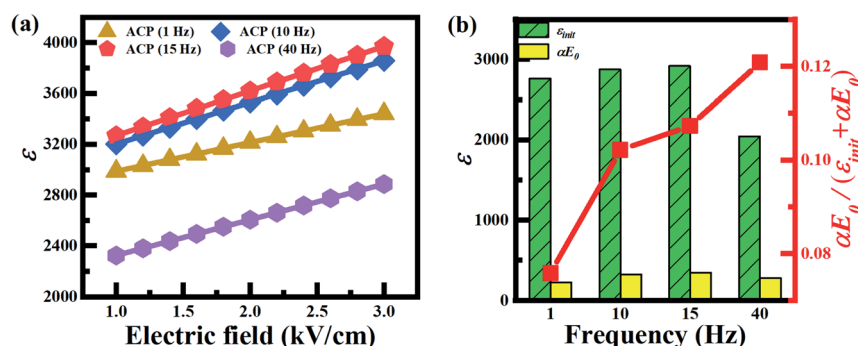 (a)
ACP (1 Hz)
ACP (10 Hz)
ACP (15 Hz)
ACP (40 Hz)
4000
3600
3200
2800
2400
2000
ε
1.0 1.5 2.0 2.5 3.0
Electric field (kV/cm)
(b)
ε_init
αE_0
3000
2000
1000
0
0.12
0.10
0.08
αE_0 / (ε_init+αE_0)
1 10 15 40
Frequency (Hz)